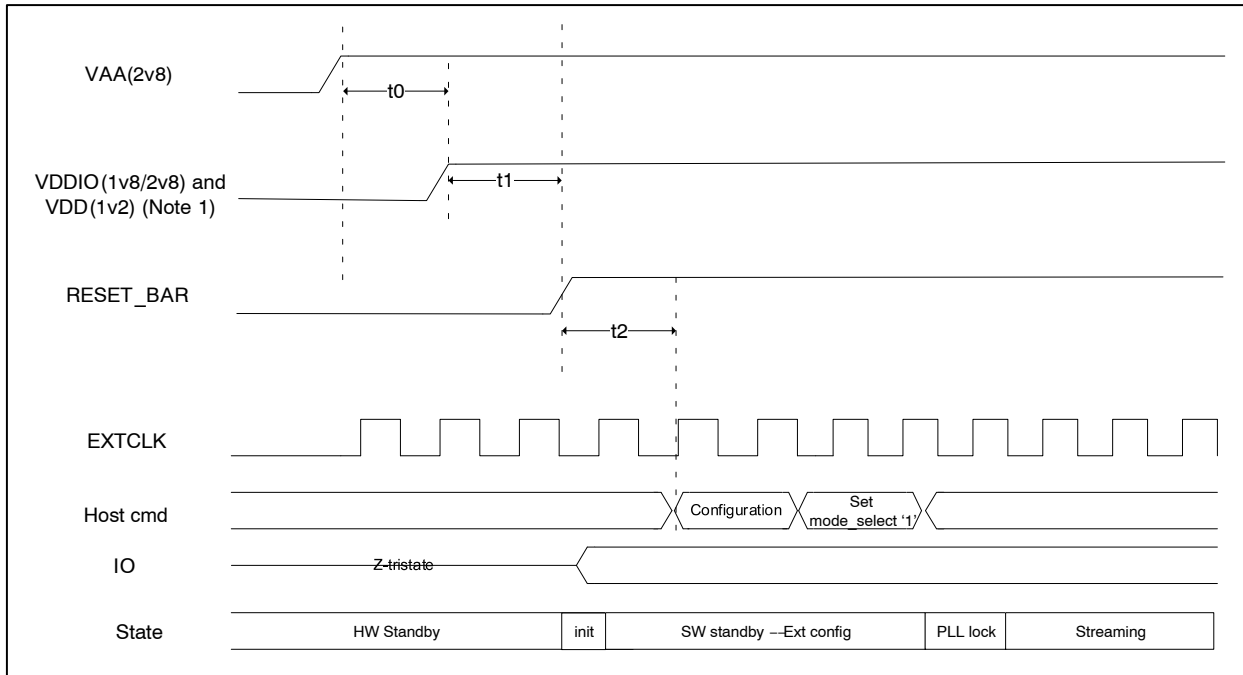 VAA(2v8)
t0
VDDIO(1v8/2v8) and
VDD(1v2) (Note 1)
t1
RESET_BAR
t2
EXTCLK
Host cmd
Configuration
Set
mode_select ‘1’
IO
Z-tristate
State
HW Standby
init
SW standby --Ext config
PLL lock
Streaming